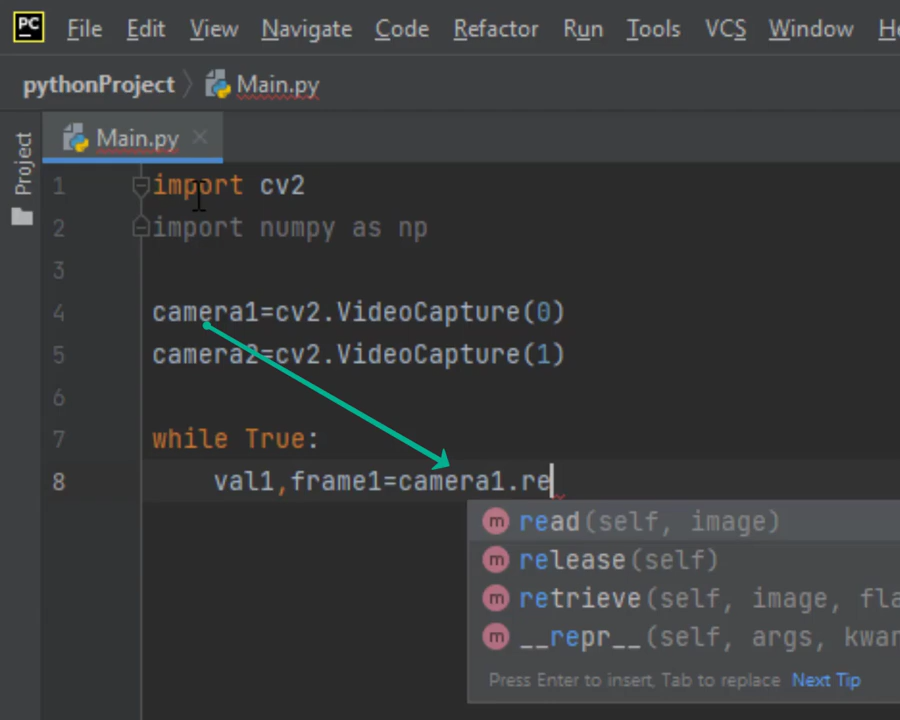 PC File Edit View Navigate Code Refactor Run Tools VCS Window
pythonProject Main.py
Project
Main.py
1 import cv2
2 import numpy as np
3
4 camera1=cv2.VideoCapture(0)
5 camera2=cv2.VideoCapture(1)
6
7 while True:
8 val1,frame1=camera1.re
m read(self, image)
m release(self)
m retrieve(self, image, fla
m __repr__(self, args, kwar
Press Enter to insert, Tab to replace Next Tip